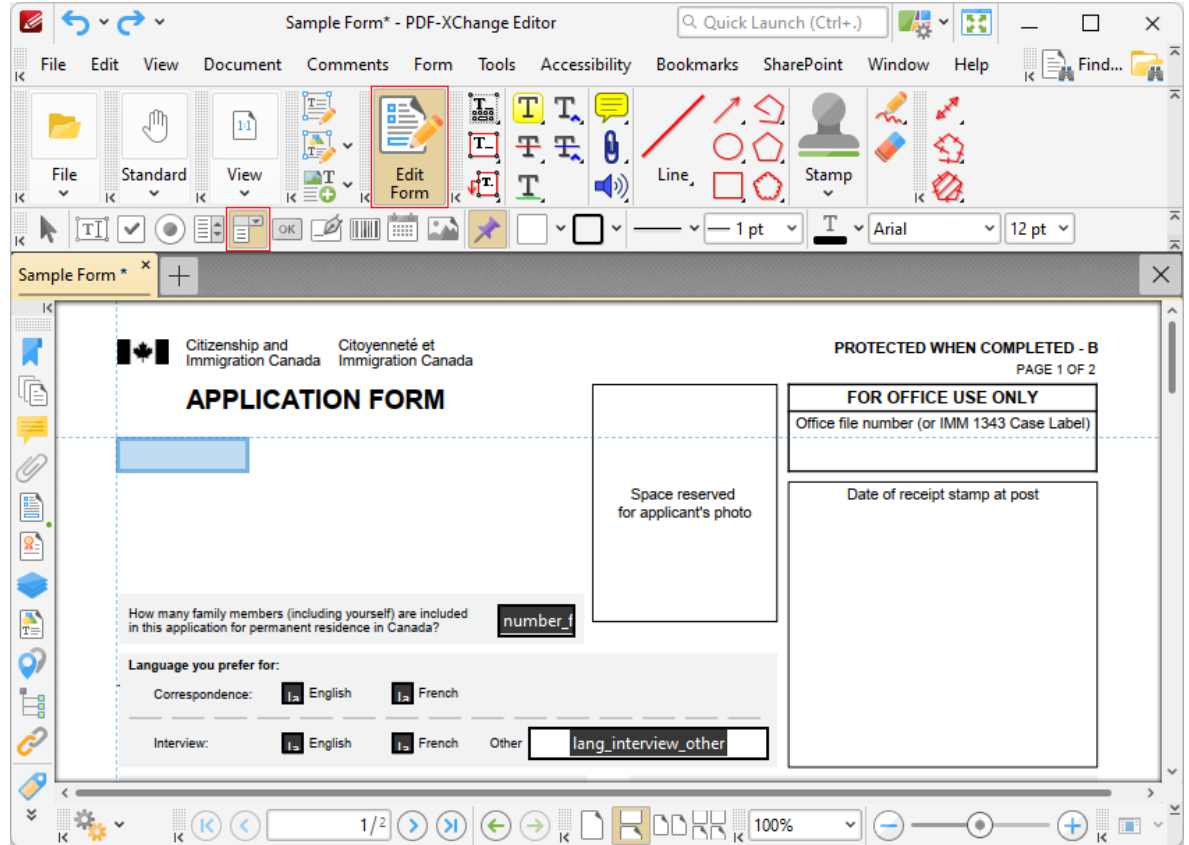 Sample Form* - PDF-XChange Editor
Quick Launch (Ctrl+.)
File Edit View Document Comments Form Tools Accessibility Bookmarks SharePoint Window Help Find...
File Standard View Edit Form Line Stamp
OK 1 pt Arial 12 pt
Sample Form *
Citizenship and Citoyenneté et
Immigration Canada Immigration Canada
PROTECTED WHEN COMPLETED - B
PAGE 1 OF 2
APPLICATION FORM
FOR OFFICE USE ONLY
Office file number (or IMM 1343 Case Label)
Space reserved
for applicant's photo
Date of receipt stamp at post
How many family members (including yourself) are included
in this application for permanent residence in Canada?
number_f
Language you prefer for:
Correspondence: la English la French
Interview: la English la French Other lang_interview_other
1/2 100%